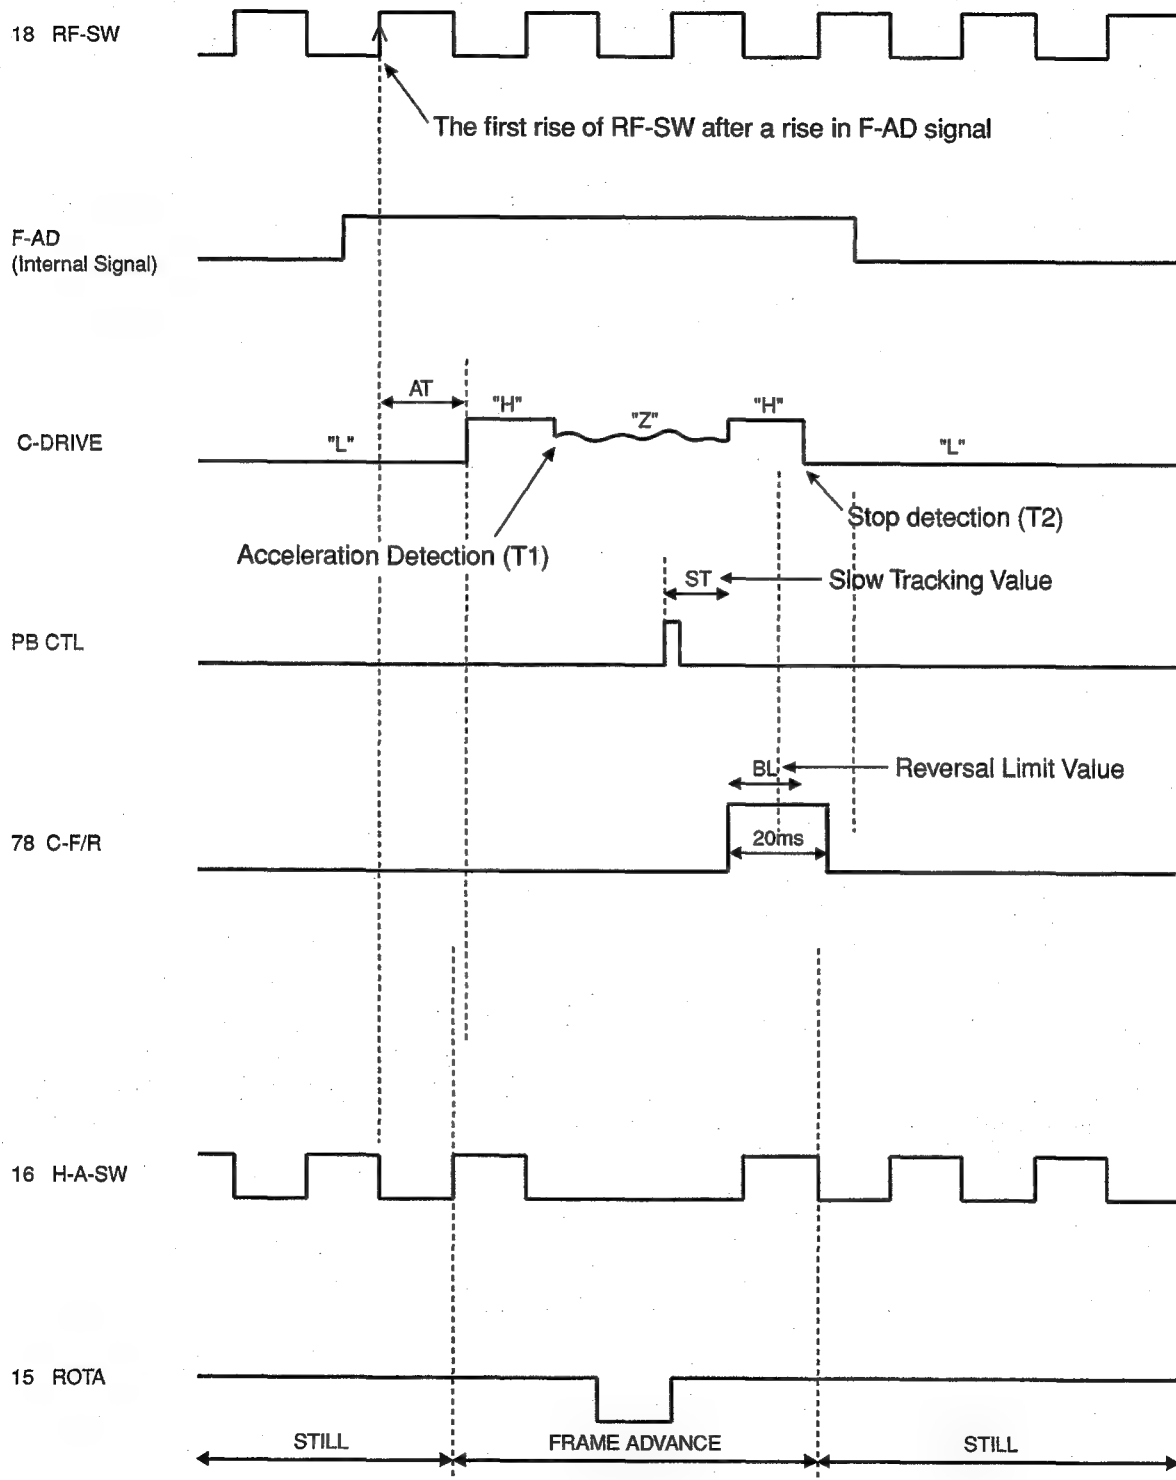 18 RF-SW
The first rise of RF-SW after a rise in F-AD signal
F-AD
(Internal Signal)
AT
"H"
"Z"
"H"
C-DRIVE
"L"
"L"
Stop detection (T2)
Acceleration Detection (T1)
ST
Slow Tracking Value
PB CTL
BL
Reversal Limit Value
78 C-F/R
20ms
16 H-A-SW
15 ROTA
STILL
FRAME ADVANCE
STILL